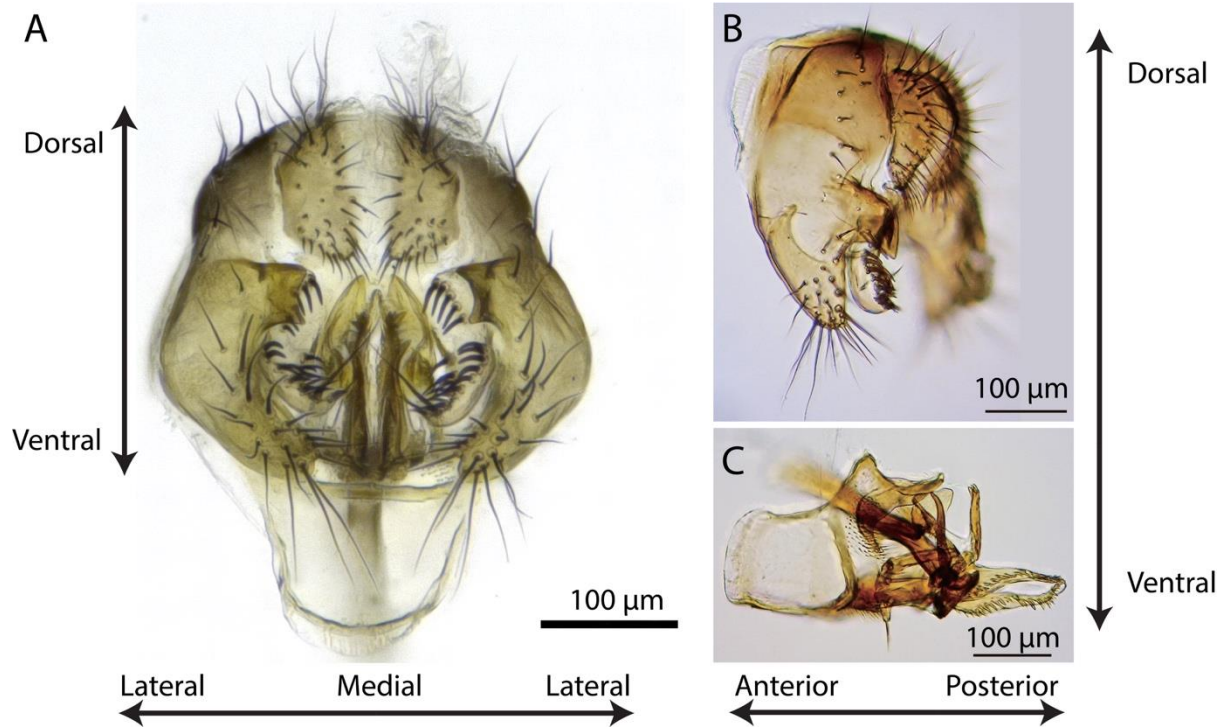 A
Dorsal
Ventral
100 µm
Lateral Medial Lateral
B
100 µm
C
100 µm
Dorsal
Ventral
Anterior Posterior